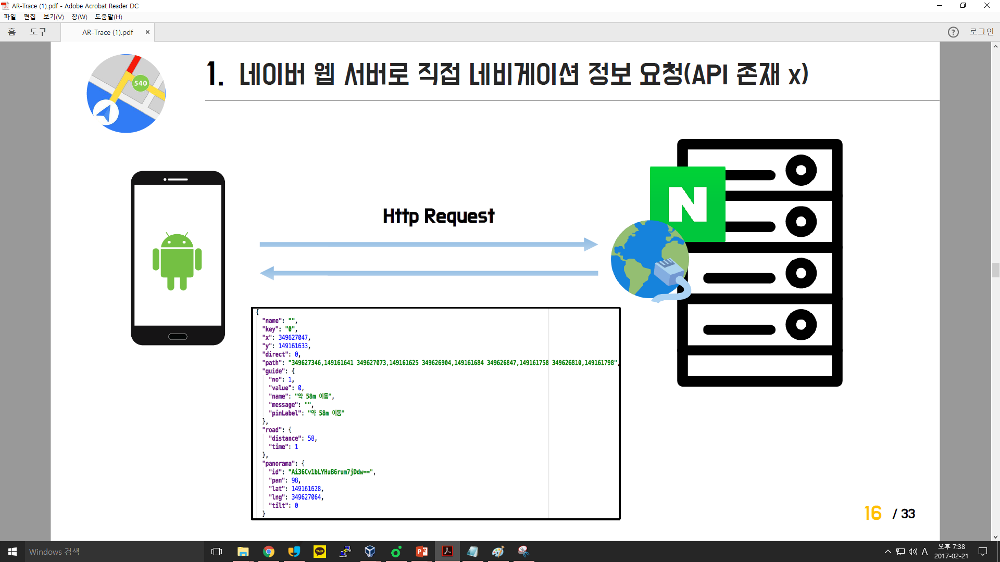 AR-Trace (1).pdf - Adobe Acrobat Reader DC
파일 편집 보기(V) 창(W) 도움말(H)
홈 도구 AR-Trace (1).pdf × ? 로그인
540
1. 네이버 웹 서버로 직접 네비게이션 정보 요청(API 존재 x)
N
Http Request
{
"name": "",
"key": "0",
"x": 349627047,
"y": 149161633,
"direct": 0,
"path": "349627346,149161641 349627073,149161625 349626904,149161684 349626847,149161758 349626810,149161798",
"guide": {
"no": 1,
"value": 0,
"name": "약 58m 이동",
"message": "",
"pinLabel": "약 58m 이동"
},
"road": {
"distance": 58,
"time": 1
},
"panorama": {
"id": "Ai36Cv1bLYHuB6rum7jDdw==",
"pan": 98,
"lat": 149161628,
"lng": 349627064,
"tilt": 0
}
16 / 33
Windows 검색
TALK
A
오후 7:38
2017-02-21